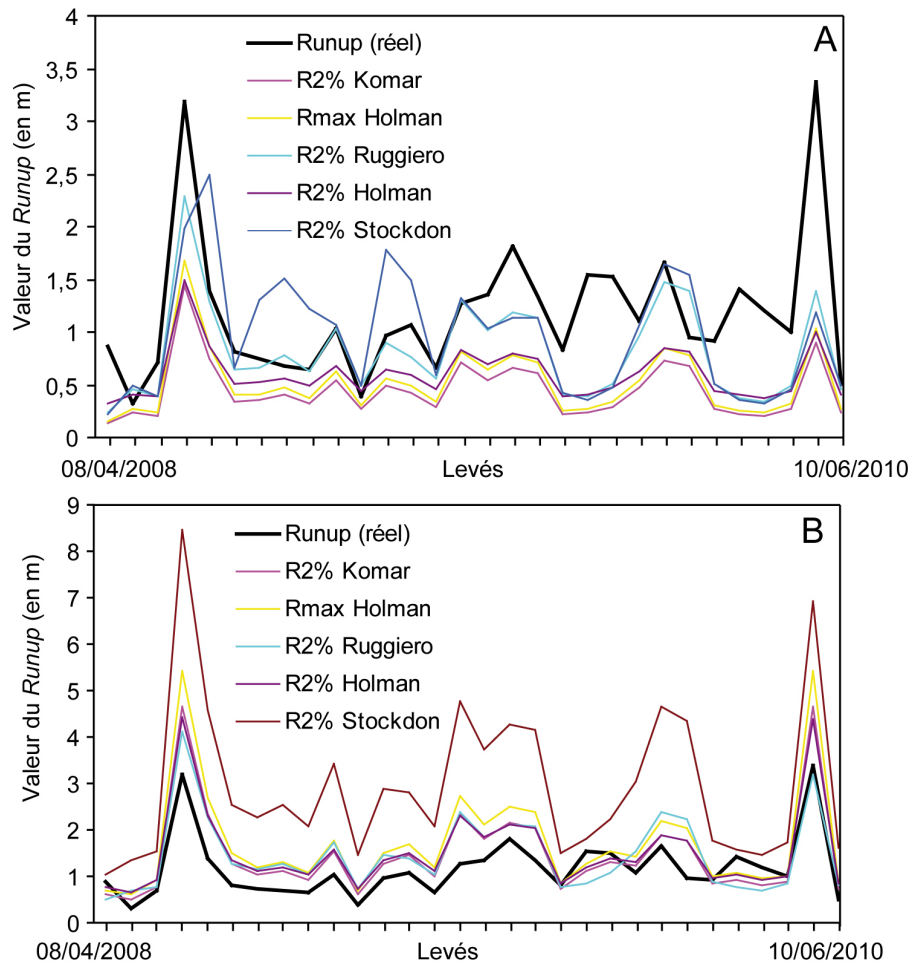 A
Valeur du Runup (en m)
4
3,5
3
2,5
2
1,5
1
0,5
0
Runup (réel)
R2% Komar
Rmax Holman
R2% Ruggiero
R2% Holman
R2% Stockdon
08/04/2008 Levés 10/06/2010
B
Valeur du Runup (en m)
9
8
7
6
5
4
3
2
1
0
Runup (réel)
R2% Komar
Rmax Holman
R2% Ruggiero
R2% Holman
R2% Stockdon
08/04/2008 Levés 10/06/2010